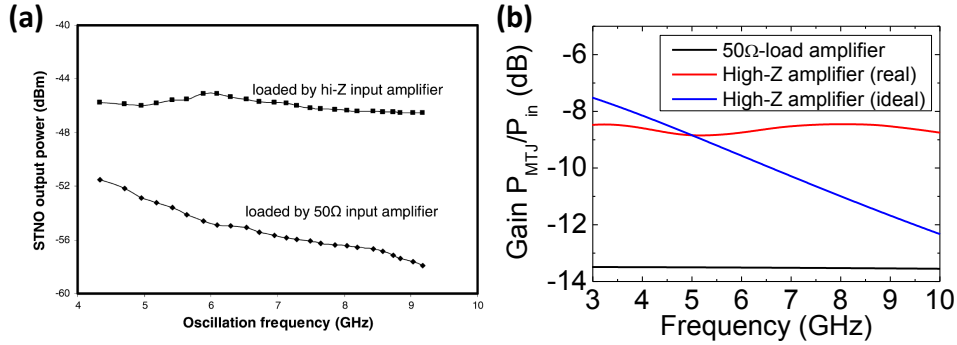 (a)
-40
-44
-48
-52
-56
-60
STNO output power (dBm)
loaded by hi-Z input amplifier
loaded by 50Ω input amplifier
4 5 6 7 8 9 10
Oscillation frequency (GHz)
(b)
-6
-8
-10
-12
-14
Gain P_MTJ/P_in (dB)
50Ω-load amplifier
High-Z amplifier (real)
High-Z amplifier (ideal)
3 4 5 6 7 8 9 10
Frequency (GHz)